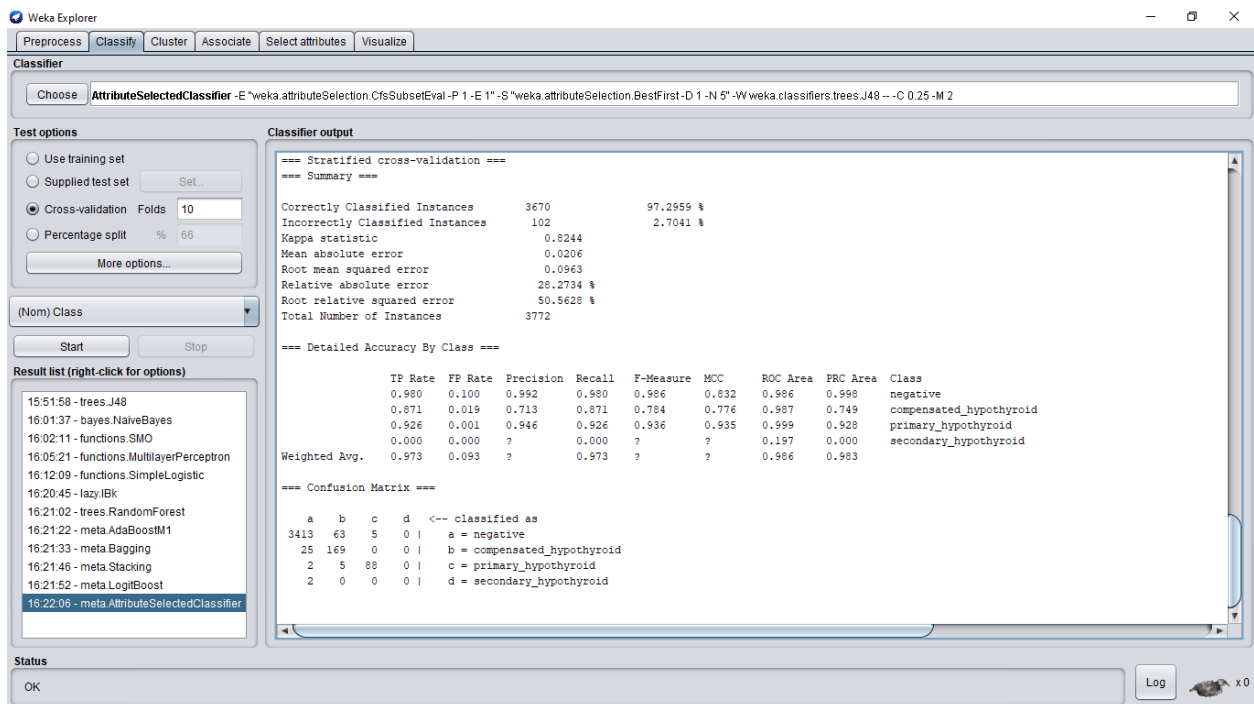 Weka Explorer
Preprocess Classify Cluster Associate Select attributes Visualize
Classifier
Choose AttributeSelectedClassifier -E "weka.attributeSelection.CfsSubsetEval -P 1 -E 1" -S "weka.attributeSelection.BestFirst -D 1 -N 5" -W weka.classifiers.trees.J48 -- -C 0.25 -M 2
Test options
Use training set
Supplied test set Set...
Cross-validation Folds 10
Percentage split % 66
More options...
(Nom) Class
Start Stop
Result list (right-click for options)
15:51:58 - trees.J48
16:01:37 - bayes.NaiveBayes
16:02:11 - functions.SMO
16:05:21 - functions.MultilayerPerceptron
16:12:09 - functions.SimpleLogistic
16:20:45 - lazy.IBk
16:21:02 - trees.RandomForest
16:21:22 - meta.AdaBoostM1
16:21:33 - meta.Bagging
16:21:46 - meta.Stacking
16:21:52 - meta.LogitBoost
16:22:06 - meta.AttributeSelectedClassifier
Classifier output
=== Stratified cross-validation ===
=== Summary ===
Correctly Classified Instances 3670 97.2959 %
Incorrectly Classified Instances 102 2.7041 %
Kappa statistic 0.8244
Mean absolute error 0.0206
Root mean squared error 0.0963
Relative absolute error 28.2734 %
Root relative squared error 50.5628 %
Total Number of Instances 3772
=== Detailed Accuracy By Class ===
TP Rate FP Rate Precision Recall F-Measure MCC ROC Area PRC Area Class
0.980 0.100 0.992 0.980 0.986 0.832 0.986 0.998 negative
0.871 0.019 0.713 0.871 0.784 0.776 0.987 0.749 compensated_hypothyroid
0.926 0.001 0.946 0.926 0.936 0.935 0.999 0.928 primary_hypothyroid
0.000 0.000 ? 0.000 ? ? 0.197 0.000 secondary_hypothyroid
Weighted Avg. 0.973 0.093 ? 0.973 ? ? 0.986 0.983
=== Confusion Matrix ===
a b c d <-- classified as
3413 63 5 0 | a = negative
25 169 0 0 | b = compensated_hypothyroid
2 5 88 0 | c = primary_hypothyroid
2 0 0 0 | d = secondary_hypothyroid
Status
OK
Log x 0